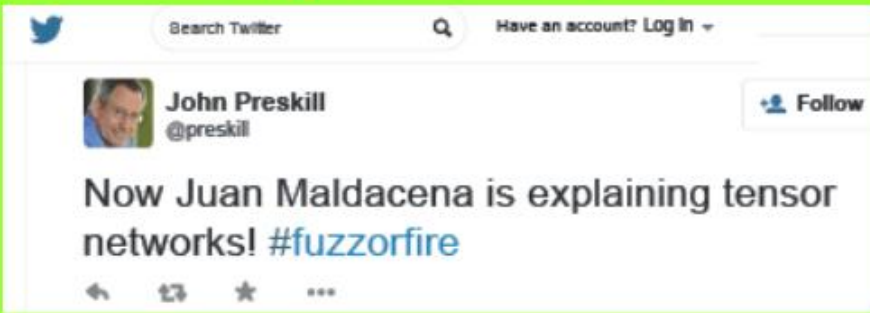 Search Twitter
Have an account? Log in
John Preskill
@preskill
Follow
Now Juan Maldacena is explaining tensor
networks! #fuzzorfire